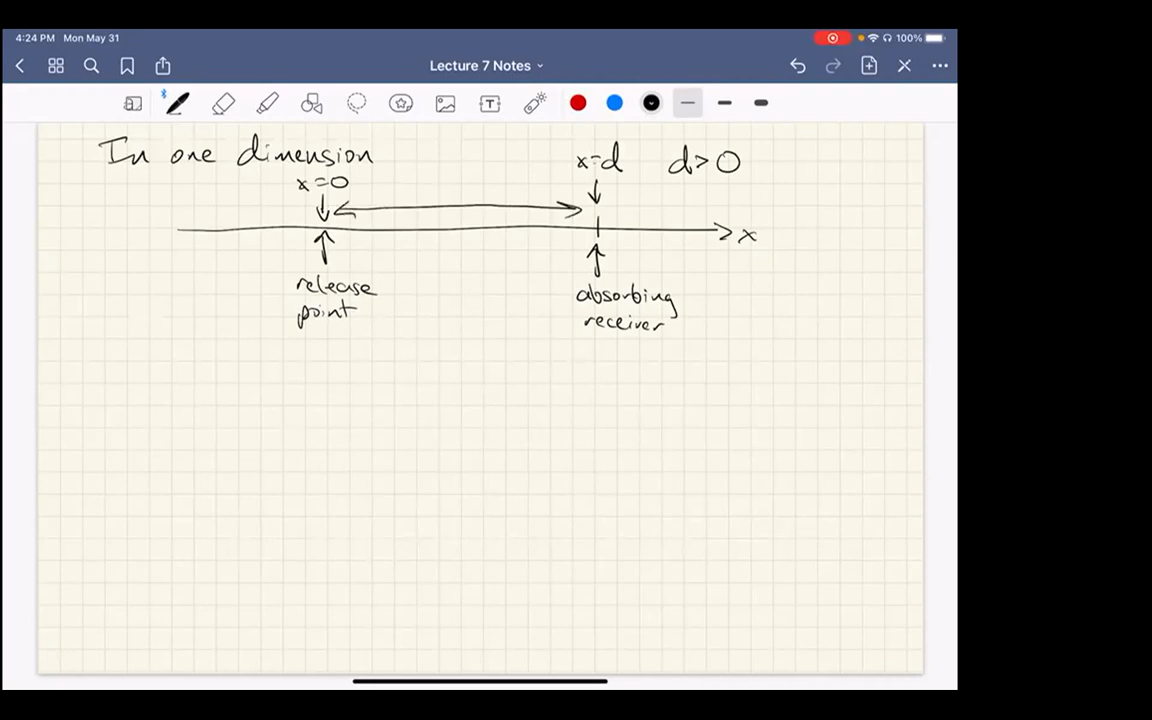 4:24 PM Mon May 31
100%
Lecture 7 Notes
In one dimension
x=0
x=d d>0
x
release
point
absorbing
receiver